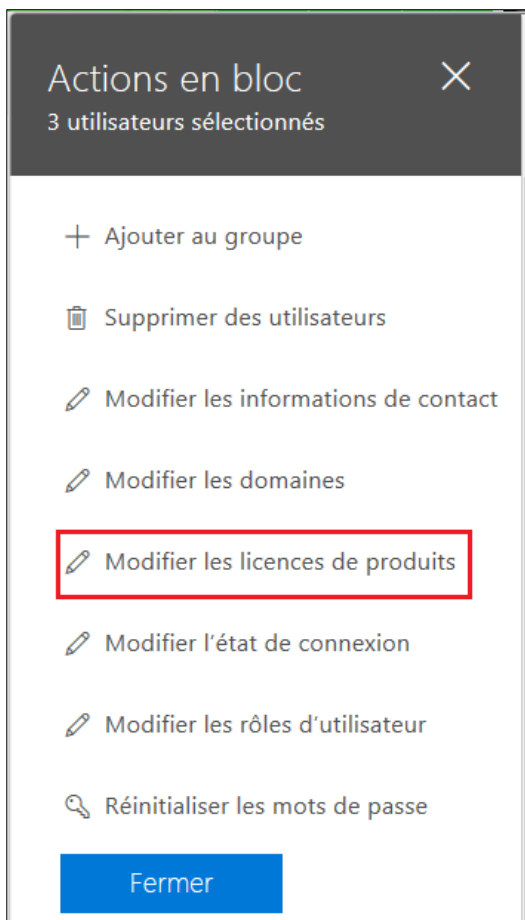 Actions en bloc
3 utilisateurs sélectionnés
Ajouter au groupe
Supprimer des utilisateurs
Modifier les informations de contact
Modifier les domaines
Modifier les licences de produits
Modifier l’état de connexion
Modifier les rôles d’utilisateur
Réinitialiser les mots de passe
Fermer